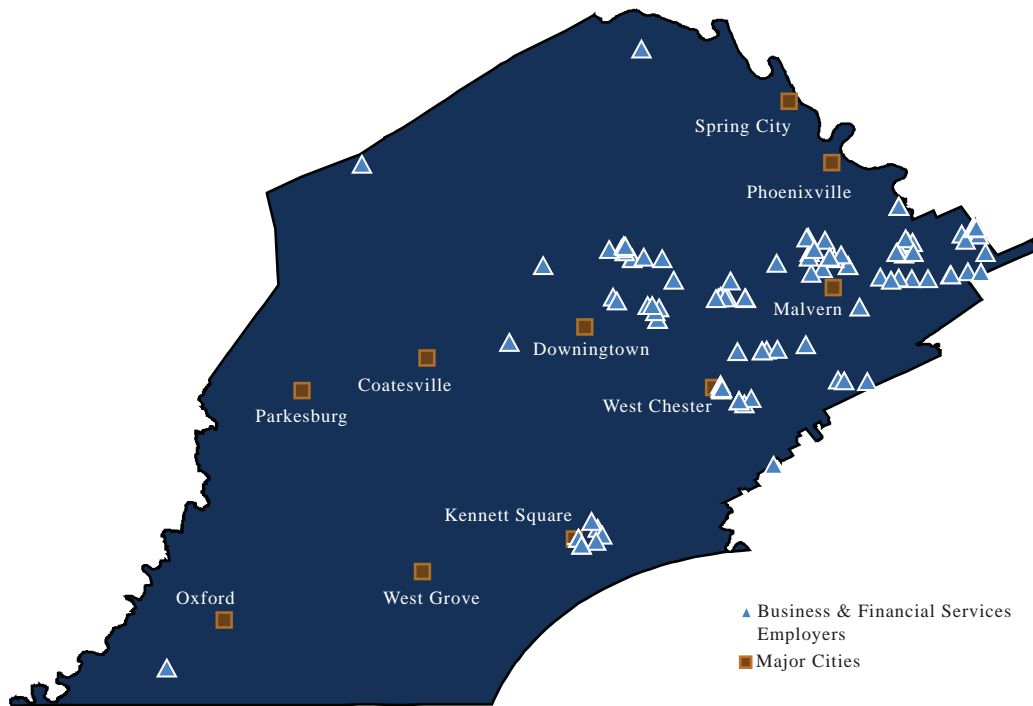 Spring City
Phoenixville
Malvern
Downingtown
Coatesville
West Chester
Parkesburg
Kennett Square
Oxford
West Grove
Business & Financial Services
Employers
Major Cities